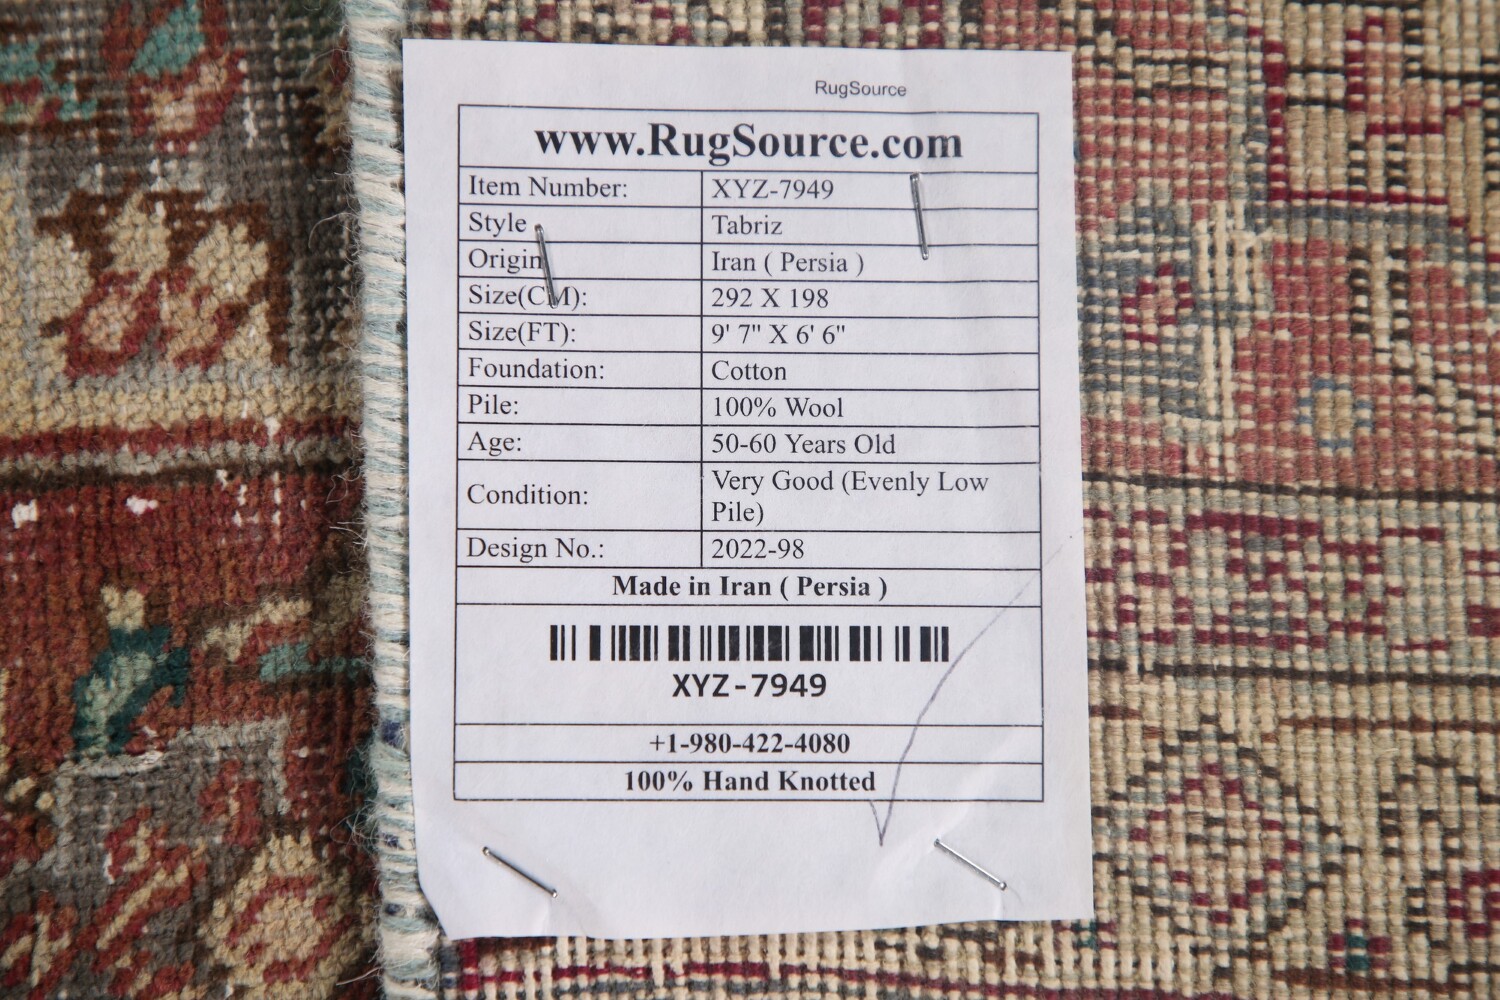 RugSource
www.RugSource.com
Item Number: XYZ-7949
Style Tabriz
Origin Iran ( Persia )
Size(CM): 292 X 198
Size(FT): 9' 7" X 6' 6"
Foundation: Cotton
Pile: 100% Wool
Age: 50-60 Years Old
Condition: Very Good (Evenly Low
Pile)
Design No.: 2022-98
Made in Iran ( Persia )
XYZ-7949
+1-980-422-4080
100% Hand Knotted